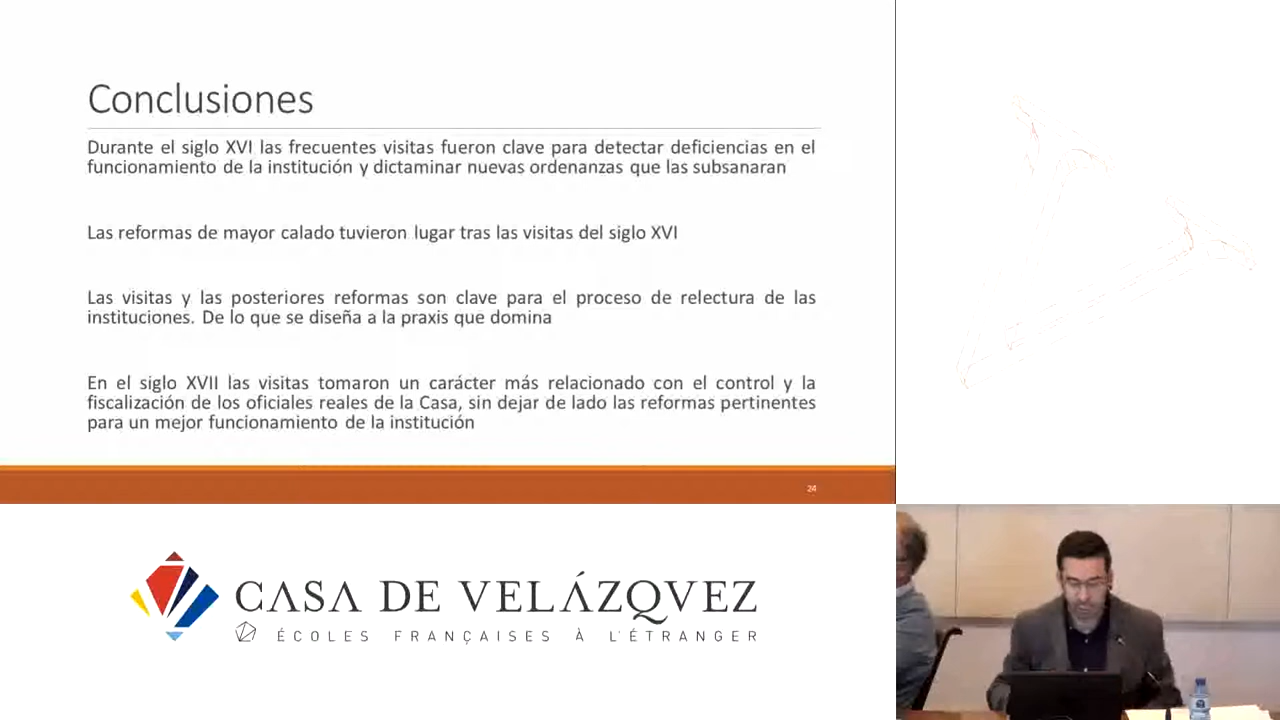 Conclusiones
Durante el siglo XVI las frecuentes visitas fueron clave para detectar deficiencias en el
funcionamiento de la institución y dictaminar nuevas ordenanzas que las subsanaran
Las reformas de mayor calado tuvieron lugar tras las visitas del siglo XVI
Las visitas y las posteriores reformas son clave para el proceso de relectura de las
instituciones. De lo que se diseña a la praxis que domina
En el siglo XVII las visitas tomaron un carácter más relacionado con el control y la
fiscalización de los oficiales reales de la Casa, sin dejar de lado las reformas pertinentes
para un mejor funcionamiento de la institución
24
CASA DE VELÁZQVEZ
ÉCOLES FRANÇAISES À L'ÉTRANGER